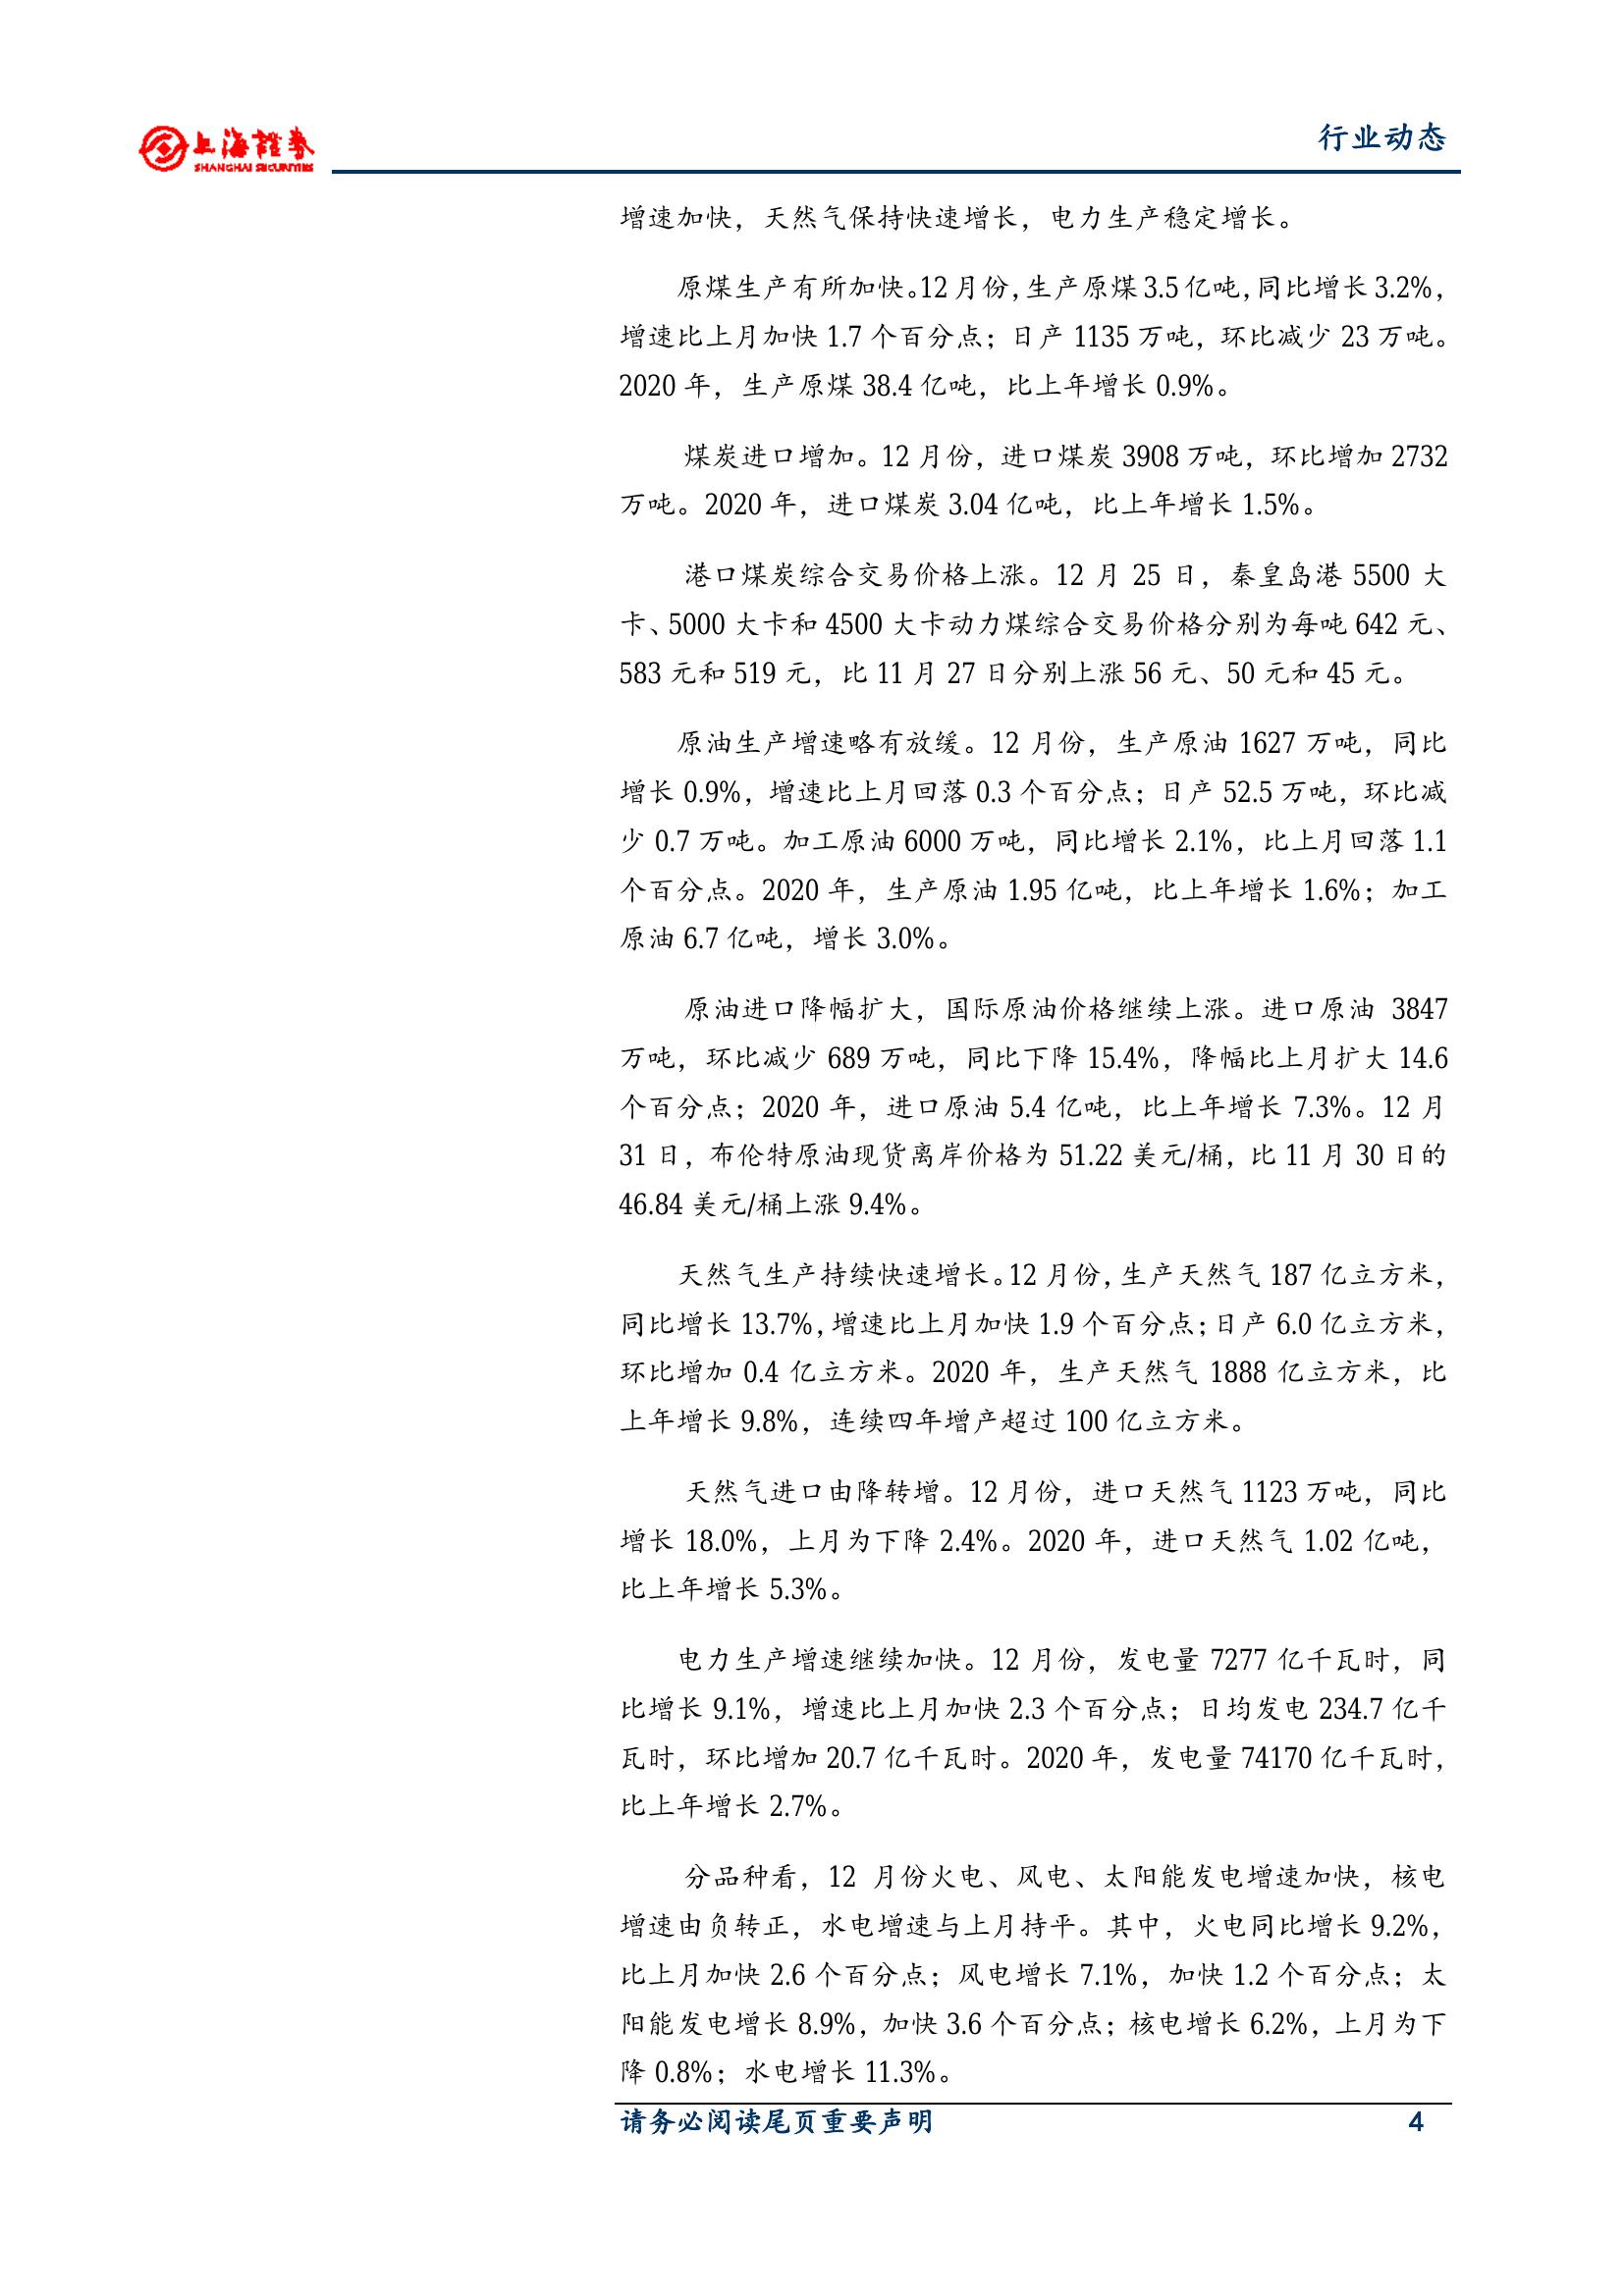 上海證券
SHANGHAI SECURITIES
行业动态
增速加快，天然气保持快速增长，电力生产稳定增长。
原煤生产有所加快。12 月份，生产原煤 3.5 亿吨，同比增长 3.2%，
增速比上月加快 1.7 个百分点；日产 1135 万吨，环比减少 23 万吨。
2020 年，生产原煤 38.4 亿吨，比上年增长 0.9%。
煤炭进口增加。12 月份，进口煤炭 3908 万吨，环比增加 2732
万吨。2020 年，进口煤炭 3.04 亿吨，比上年增长 1.5%。
港口煤炭综合交易价格上涨。12 月 25 日，秦皇岛港 5500 大
卡、5000 大卡和 4500 大卡动力煤综合交易价格分别为每吨 642 元、
583 元和 519 元，比 11 月 27 日分别上涨 56 元、50 元和 45 元。
原油生产增速略有放缓。12 月份，生产原油 1627 万吨，同比
增长 0.9%，增速比上月回落 0.3 个百分点；日产 52.5 万吨，环比减
少 0.7 万吨。加工原油 6000 万吨，同比增长 2.1%，比上月回落 1.1
个百分点。2020 年，生产原油 1.95 亿吨，比上年增长 1.6%；加工
原油 6.7 亿吨，增长 3.0%。
原油进口降幅扩大，国际原油价格继续上涨。进口原油 3847
万吨，环比减少 689 万吨，同比下降 15.4%，降幅比上月扩大 14.6
个百分点；2020 年，进口原油 5.4 亿吨，比上年增长 7.3%。12 月
31 日，布伦特原油现货离岸价格为 51.22 美元/桶，比 11 月 30 日的
46.84 美元/桶上涨 9.4%。
天然气生产持续快速增长。12 月份，生产天然气 187 亿立方米，
同比增长 13.7%，增速比上月加快 1.9 个百分点；日产 6.0 亿立方米，
环比增加 0.4 亿立方米。2020 年，生产天然气 1888 亿立方米，比
上年增长 9.8%，连续四年增产超过 100 亿立方米。
天然气进口由降转增。12 月份，进口天然气 1123 万吨，同比
增长 18.0%，上月为下降 2.4%。2020 年，进口天然气 1.02 亿吨，
比上年增长 5.3%。
电力生产增速继续加快。12 月份，发电量 7277 亿千瓦时，同
比增长 9.1%，增速比上月加快 2.3 个百分点；日均发电 234.7 亿千
瓦时，环比增加 20.7 亿千瓦时。2020 年，发电量 74170 亿千瓦时，
比上年增长 2.7%。
分品种看，12 月份火电、风电、太阳能发电增速加快，核电
增速由负转正，水电增速与上月持平。其中，火电同比增长 9.2%，
比上月加快 2.6 个百分点；风电增长 7.1%，加快 1.2 个百分点；太
阳能发电增长 8.9%，加快 3.6 个百分点；核电增长 6.2%，上月为下
降 0.8%；水电增长 11.3%。
请务必阅读尾页重要声明 4